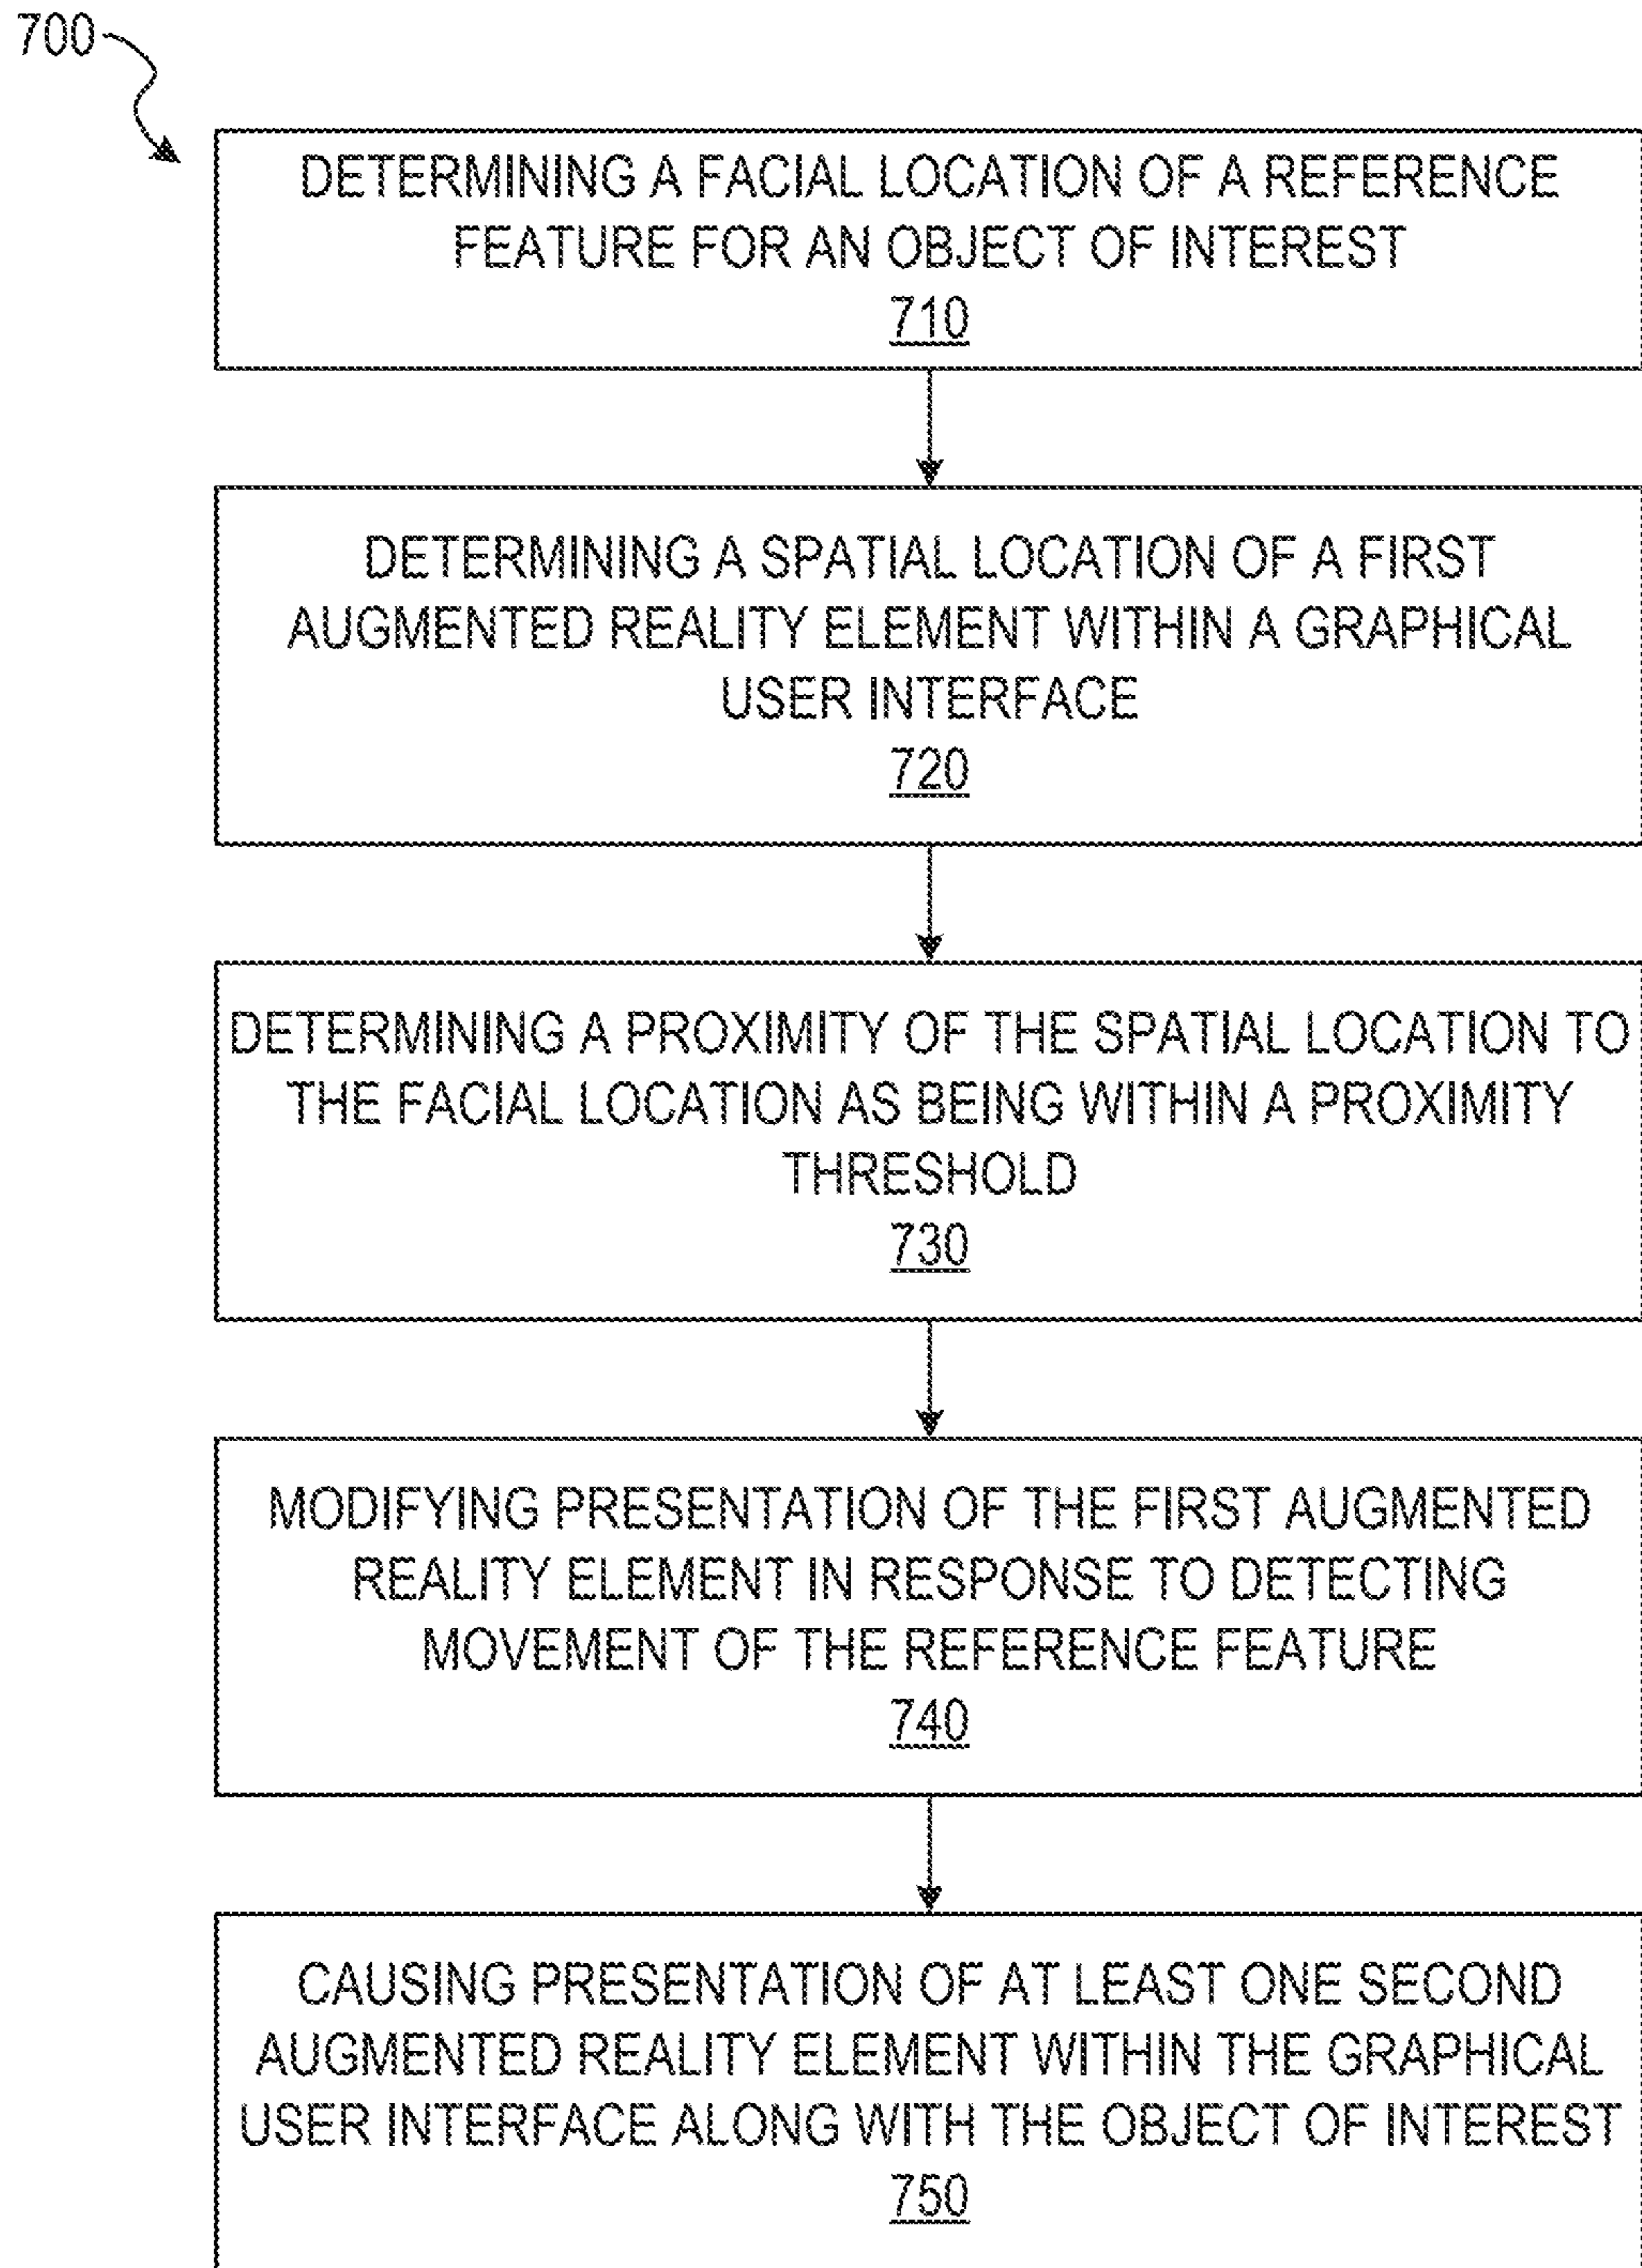 700
DETERMINING A FACIAL LOCATION OF A REFERENCE
FEATURE FOR AN OBJECT OF INTEREST
710
DETERMINING A SPATIAL LOCATION OF A FIRST
AUGMENTED REALITY ELEMENT WITHIN A GRAPHICAL
USER INTERFACE
720
DETERMINING A PROXIMITY OF THE SPATIAL LOCATION TO
THE FACIAL LOCATION AS BEING WITHIN A PROXIMITY
THRESHOLD
730
MODIFYING PRESENTATION OF THE FIRST AUGMENTED
REALITY ELEMENT IN RESPONSE TO DETECTING
MOVEMENT OF THE REFERENCE FEATURE
740
CAUSING PRESENTATION OF AT LEAST ONE SECOND
AUGMENTED REALITY ELEMENT WITHIN THE GRAPHICAL
USER INTERFACE ALONG WITH THE OBJECT OF INTEREST
750